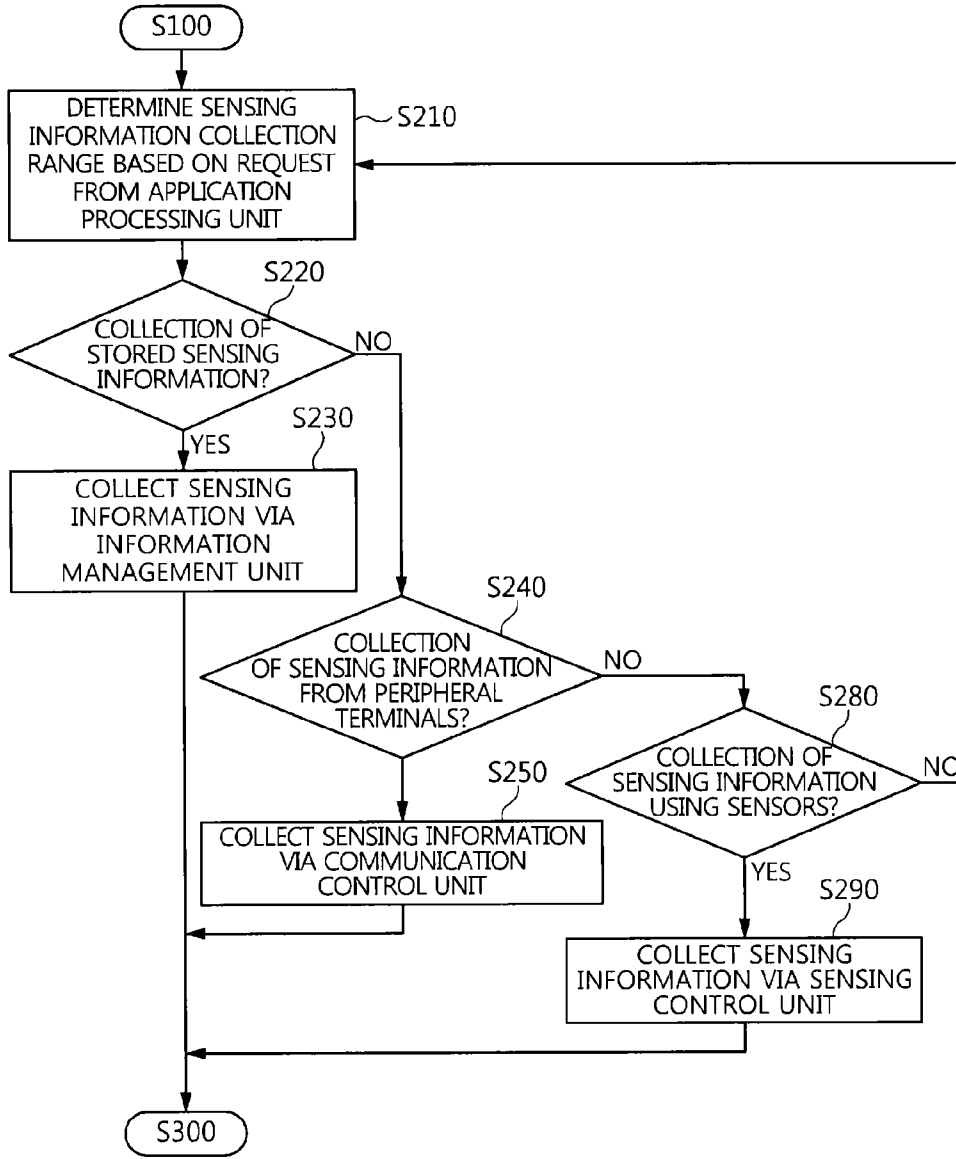 S100
DETERMINE SENSING
INFORMATION COLLECTION
RANGE BASED ON REQUEST
FROM APPLICATION
PROCESSING UNIT
S210
S220
COLLECTION OF
STORED SENSING
INFORMATION?
NO
YES
S230
COLLECT SENSING
INFORMATION VIA
INFORMATION
MANAGEMENT UNIT
S240
COLLECTION
OF SENSING INFORMATION
FROM PERIPHERAL
TERMINALS?
NO
S250
COLLECT SENSING INFORMATION
VIA COMMUNICATION
CONTROL UNIT
S280
COLLECTION OF
SENSING INFORMATION
USING SENSORS?
NO
YES
S290
COLLECT SENSING
INFORMATION VIA SENSING
CONTROL UNIT
S300